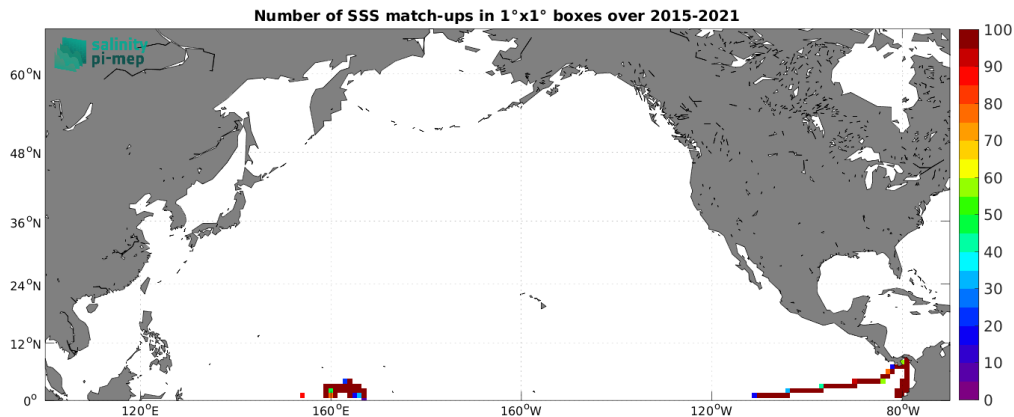 Number of SSS match-ups in 1°x1° boxes over 2015-2021
salinity
pi-mep
60°N
48°N
36°N
24°N
12°N
0°
120°E
160°E
160°W
120°W
80°W
100
90
80
70
60
50
40
30
20
10
0